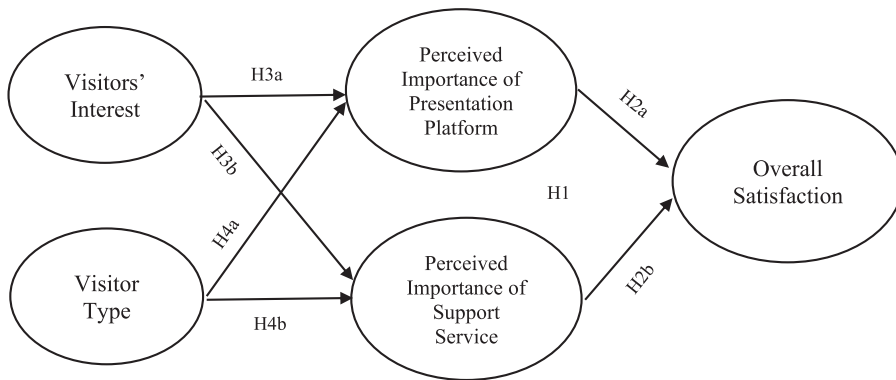 Visitors’
Interest
H3a
Perceived
Importance of
Presentation
Platform
H2a
H3b
H1
Overall
Satisfaction
H4a
Visitor
Type
H4b
Perceived
Importance of
Support
Service
H2b